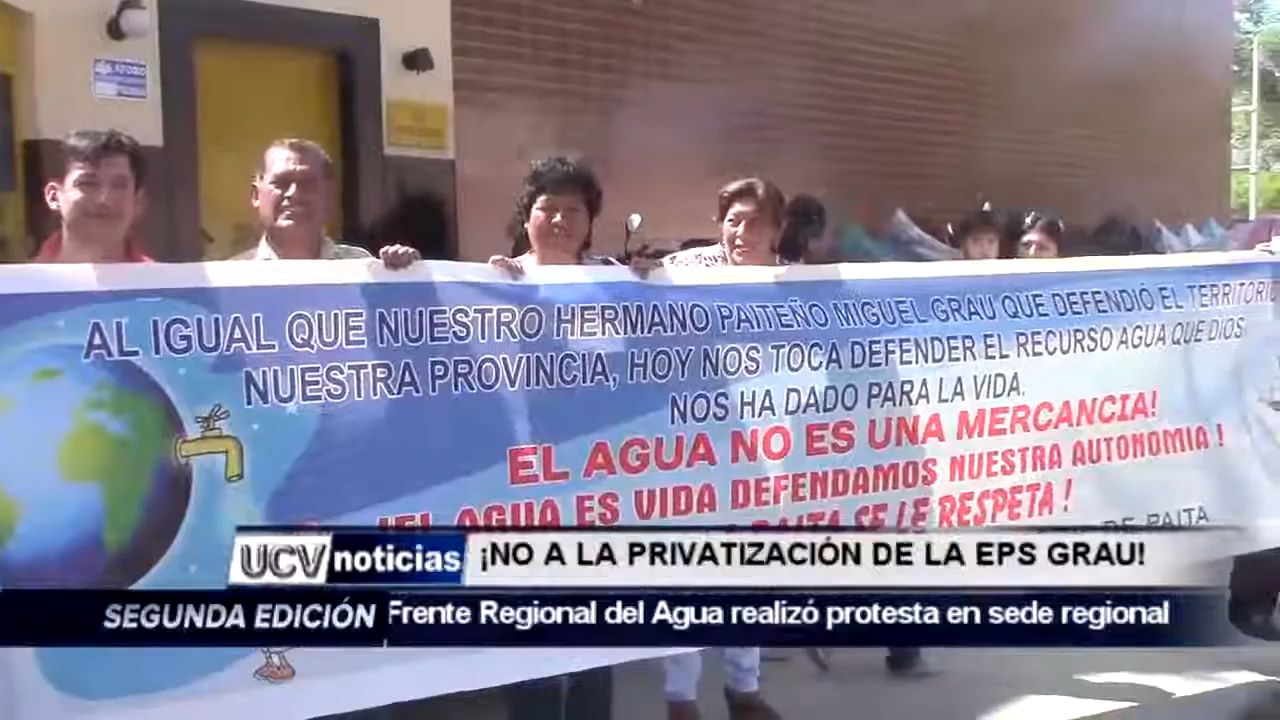 AL IGUAL QUE NUESTRO HERMANO PAITEÑO MIGUEL GRAU QUE DEFENDIÓ EL TERRITORIO
NUESTRA PROVINCIA, HOY NOS TOCA DEFENDER EL RECURSO AGUA QUE DIOS
NOS HA DADO PARA LA VIDA.
EL AGUA NO ES UNA MERCANCIA!
¡EL AGUA ES VIDA DEFENDAMOS NUESTRA AUTONOMIA !
PAITA SE LE RESPETA !
DE PAITA
UCV noticias ¡NO A LA PRIVATIZACIÓN DE LA EPS GRAU!
SEGUNDA EDICIÓN Frente Regional del Agua realizó protesta en sede regional